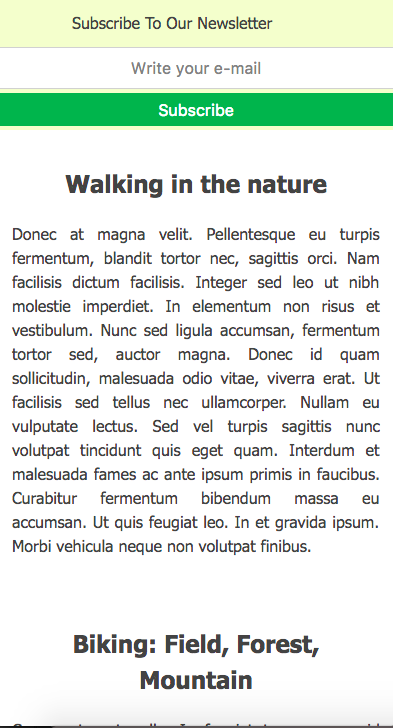 Subscribe To Our Newsletter
Write your e-mail
Subscribe
Walking in the nature
Donec at magna velit. Pellentesque eu turpis
fermentum, blandit tortor nec, sagittis orci. Nam
facilisis dictum facilisis. Integer sed leo ut nibh
molestie imperdiet. In elementum non risus et
vestibulum. Nunc sed ligula accumsan, fermentum
tortor sed, auctor magna. Donec id quam
sollicitudin, malesuada odio vitae, viverra erat. Ut
facilisis sed tellus nec ullamcorper. Nullam eu
vulputate lectus. Sed vel turpis sagittis nunc
volutpat tincidunt quis eget quam. Interdum et
malesuada fames ac ante ipsum primis in faucibus.
Curabitur fermentum bibendum massa eu
accumsan. Ut quis feugiat leo. In et gravida ipsum.
Morbi vehicula neque non volutpat finibus.
Biking: Field, Forest,
Mountain